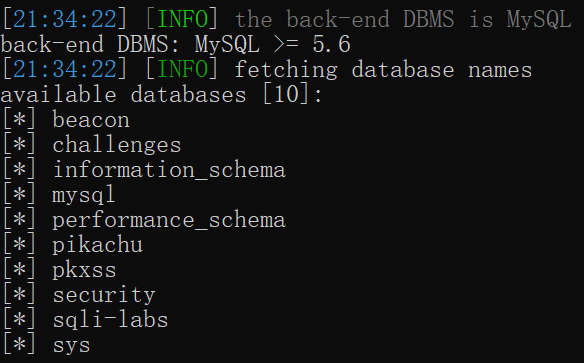 [21:34:22] [INFO] the back-end DBMS is MySQL
back-end DBMS: MySQL >= 5.6
[21:34:22] [INFO] fetching database names
available databases [10]:
[*] beacon
[*] challenges
[*] information_schema
[*] mysql
[*] performance_schema
[*] pikachu
[*] pkxss
[*] security
[*] sqli-labs
[*] sys